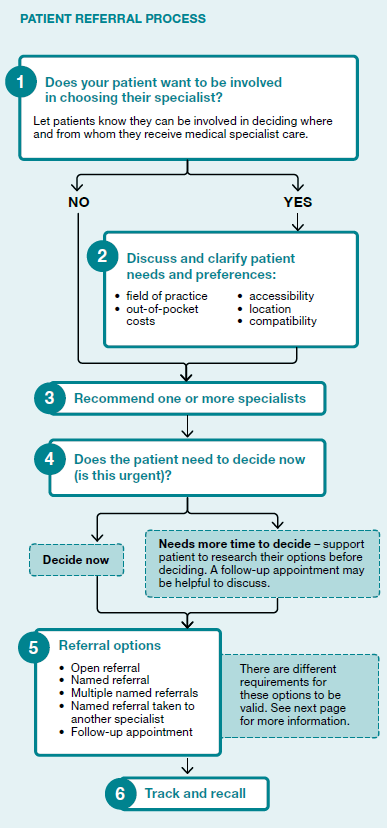 PATIENT REFERRAL PROCESS
1
Does your patient want to be involved
in choosing their specialist?
Let patients know they can be involved in deciding where
and from whom they receive medical specialist care.
NO
YES
2
Discuss and clarify patient
needs and preferences:
• field of practice
• out-of-pocket
costs
• accessibility
• location
• compatibility
3
Recommend one or more specialists
4
Does the patient need to decide now
(is this urgent)?
Decide now
Needs more time to decide – support
patient to research their options before
deciding. A follow-up appointment may
be helpful to discuss.
5
Referral options
• Open referral
• Named referral
• Multiple named referrals
• Named referral taken to
another specialist
• Follow-up appointment
There are different
requirements for
these options to be
valid. See next page
for more information.
6
Track and recall